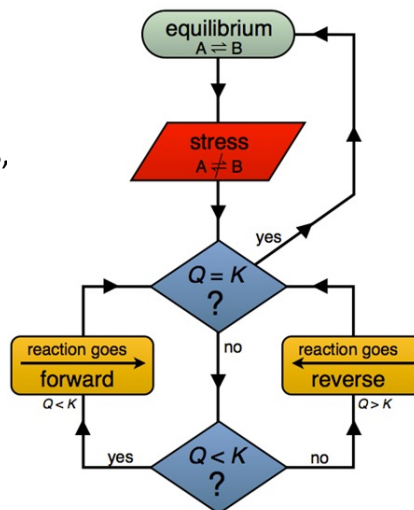 equilibrium
A ⇌ B
,
stress
A ⇌ B
yes
Q = K
?
reaction goes
forward
Q < K
no
reaction goes
reverse
Q > K
yes
Q < K
?
no